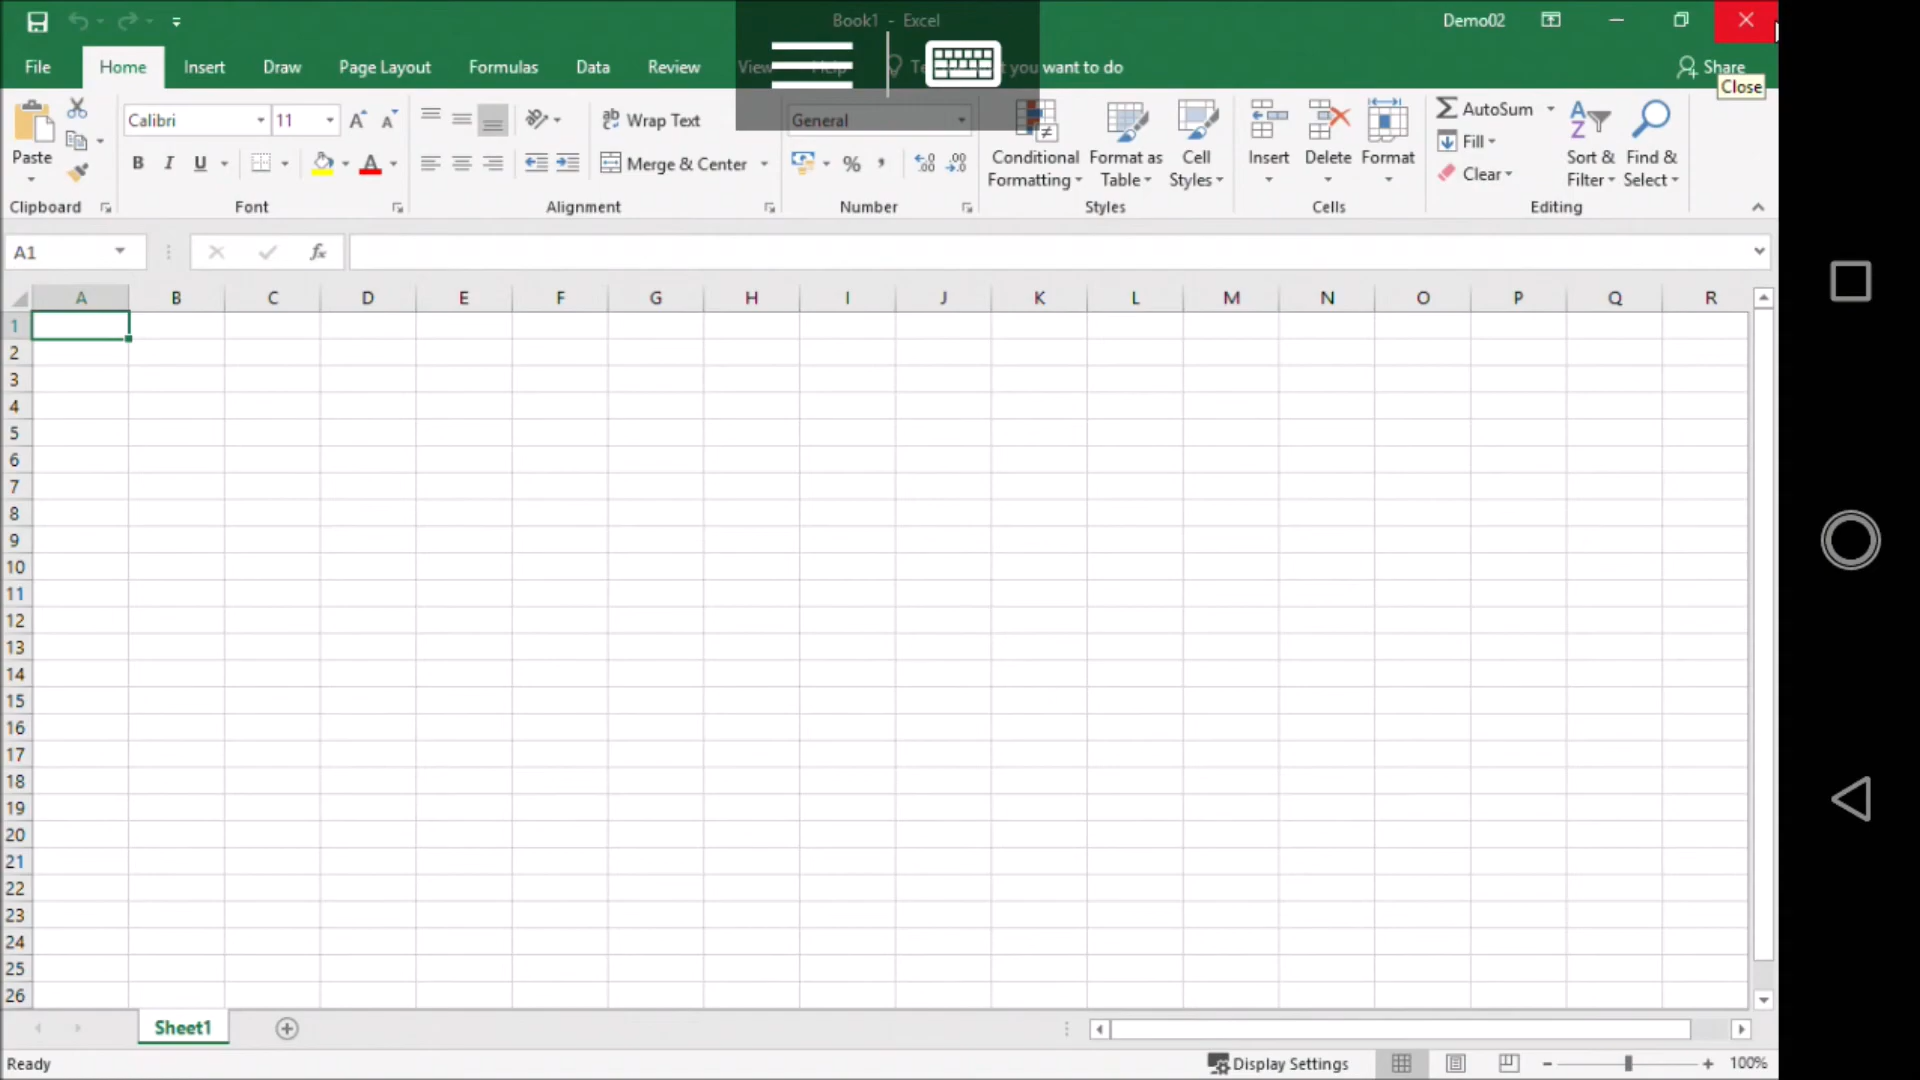 Book1 - Excel
Demo02
File Home Insert Draw Page Layout Formulas Data Review View Help you want to do Share
Close
Calibri 11 Wrap Text General AutoSum
Fill
Paste B I U Merge & Center % , Conditional Formatting Format as Table Cell Styles Insert Delete Format Clear Sort & Filter Find & Select
Clipboard Font Alignment Number Styles Cells Editing
A1 fx
A B C D E F G H I J K L M N O P Q R
1
2
3
4
5
6
7
8
9
10
11
12
13
14
15
16
17
18
19
20
21
22
23
24
25
26
Sheet1
Ready Display Settings 100%